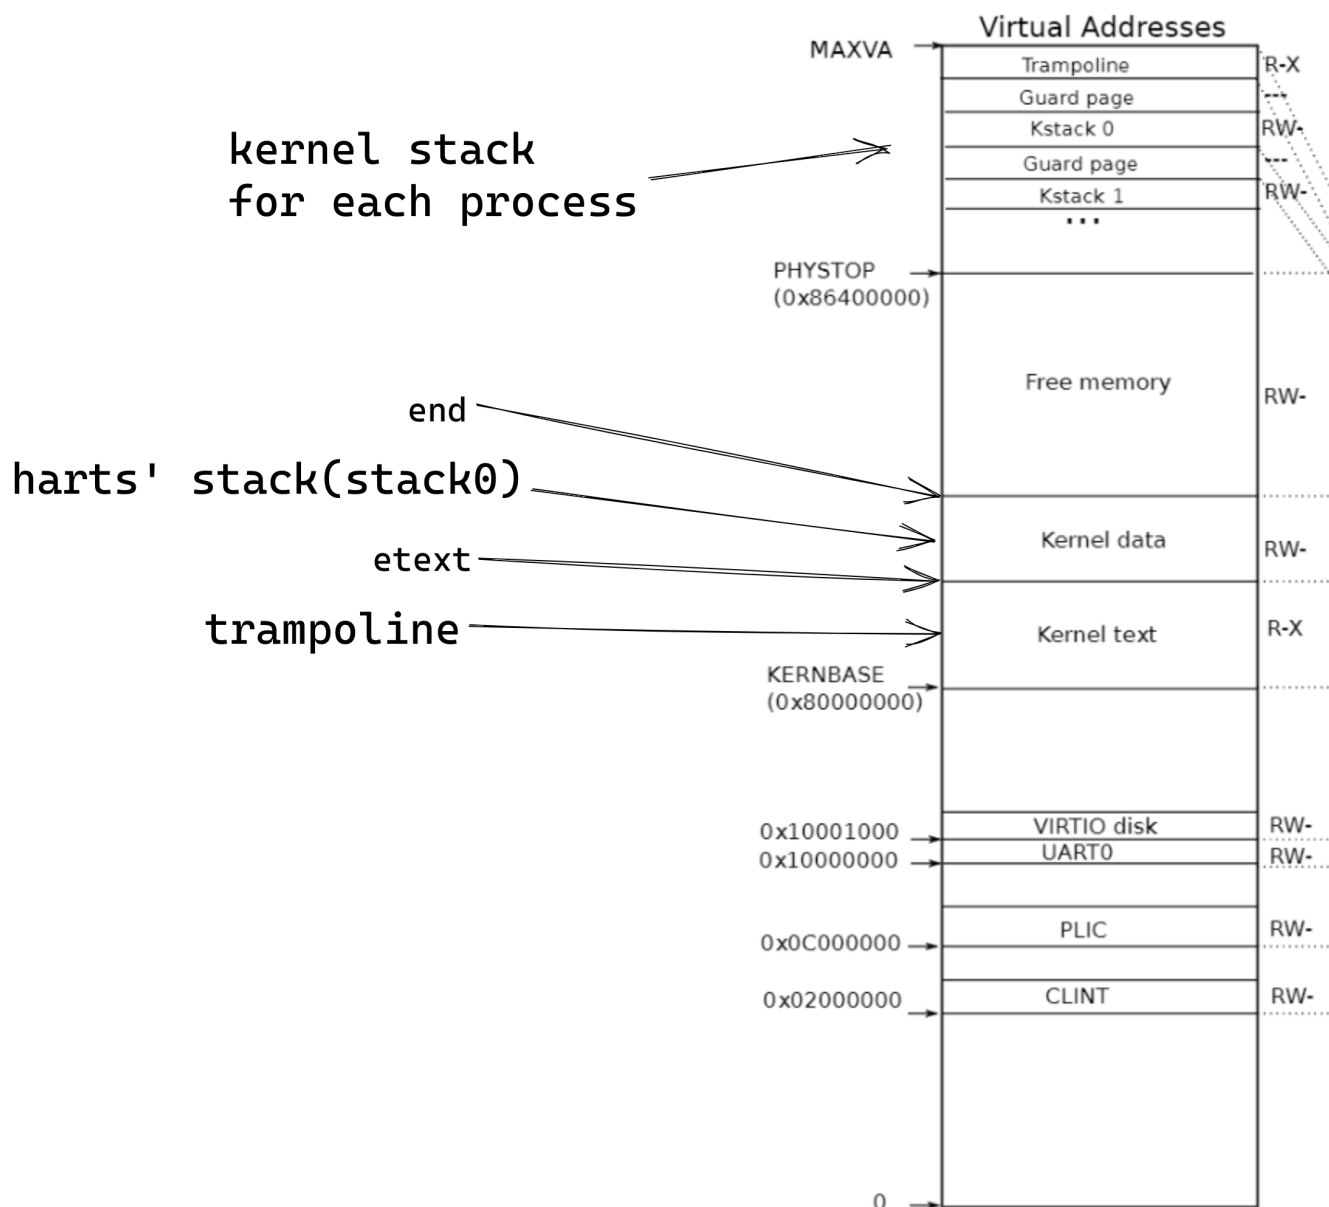 Virtual Addresses
MAXVA
Trampoline
R-X
Guard page
---
kernel stack
for each process
Kstack 0
RW-
Guard page
---
Kstack 1
RW-
...
PHYSTOP
(0x86400000)
Free memory
RW-
end
harts' stack(stack0)
Kernel data
RW-
etext
trampoline
Kernel text
R-X
KERNBASE
(0x80000000)
VIRTIO disk
RW-
0x10001000
UART0
RW-
0x10000000
PLIC
RW-
0x0C000000
CLINT
RW-
0x02000000
0